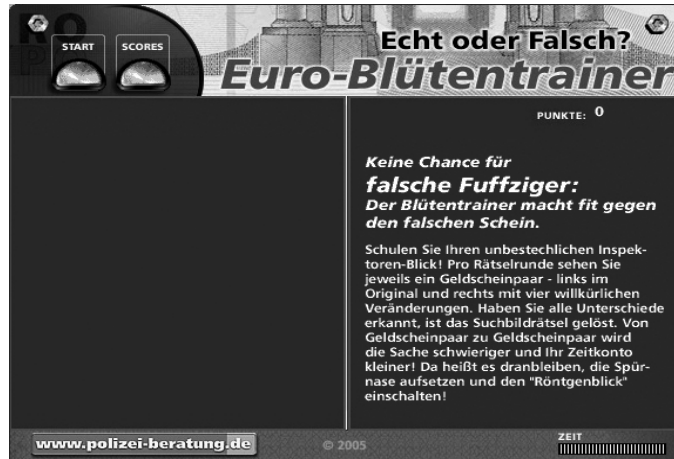 START
SCORES
Echt oder Falsch?
Euro-Blütentrainer
PUNKTE: 0
Keine Chance für
falsche Fuffziger:
Der Blütentrainer macht fit gegen
den falschen Schein.
Schulen Sie Ihren unbestechlichen Inspek-
toren-Blick! Pro Rätselrunde sehen Sie
jeweils ein Geldscheinpaar - links im
Original und rechts mit vier willkürlichen
Veränderungen. Haben Sie alle Unterschiede
erkannt, ist das Suchbildrätsel gelöst. Von
Geldscheinpaar zu Geldscheinpaar wird
die Sache schwieriger und Ihr Zeitkonto
kleiner! Da heißt es dranbleiben, die Spür-
nase aufsetzen und den "Röntgenblick"
einschalten!
www.polizei-beratung.de
© 2005
ZEIT